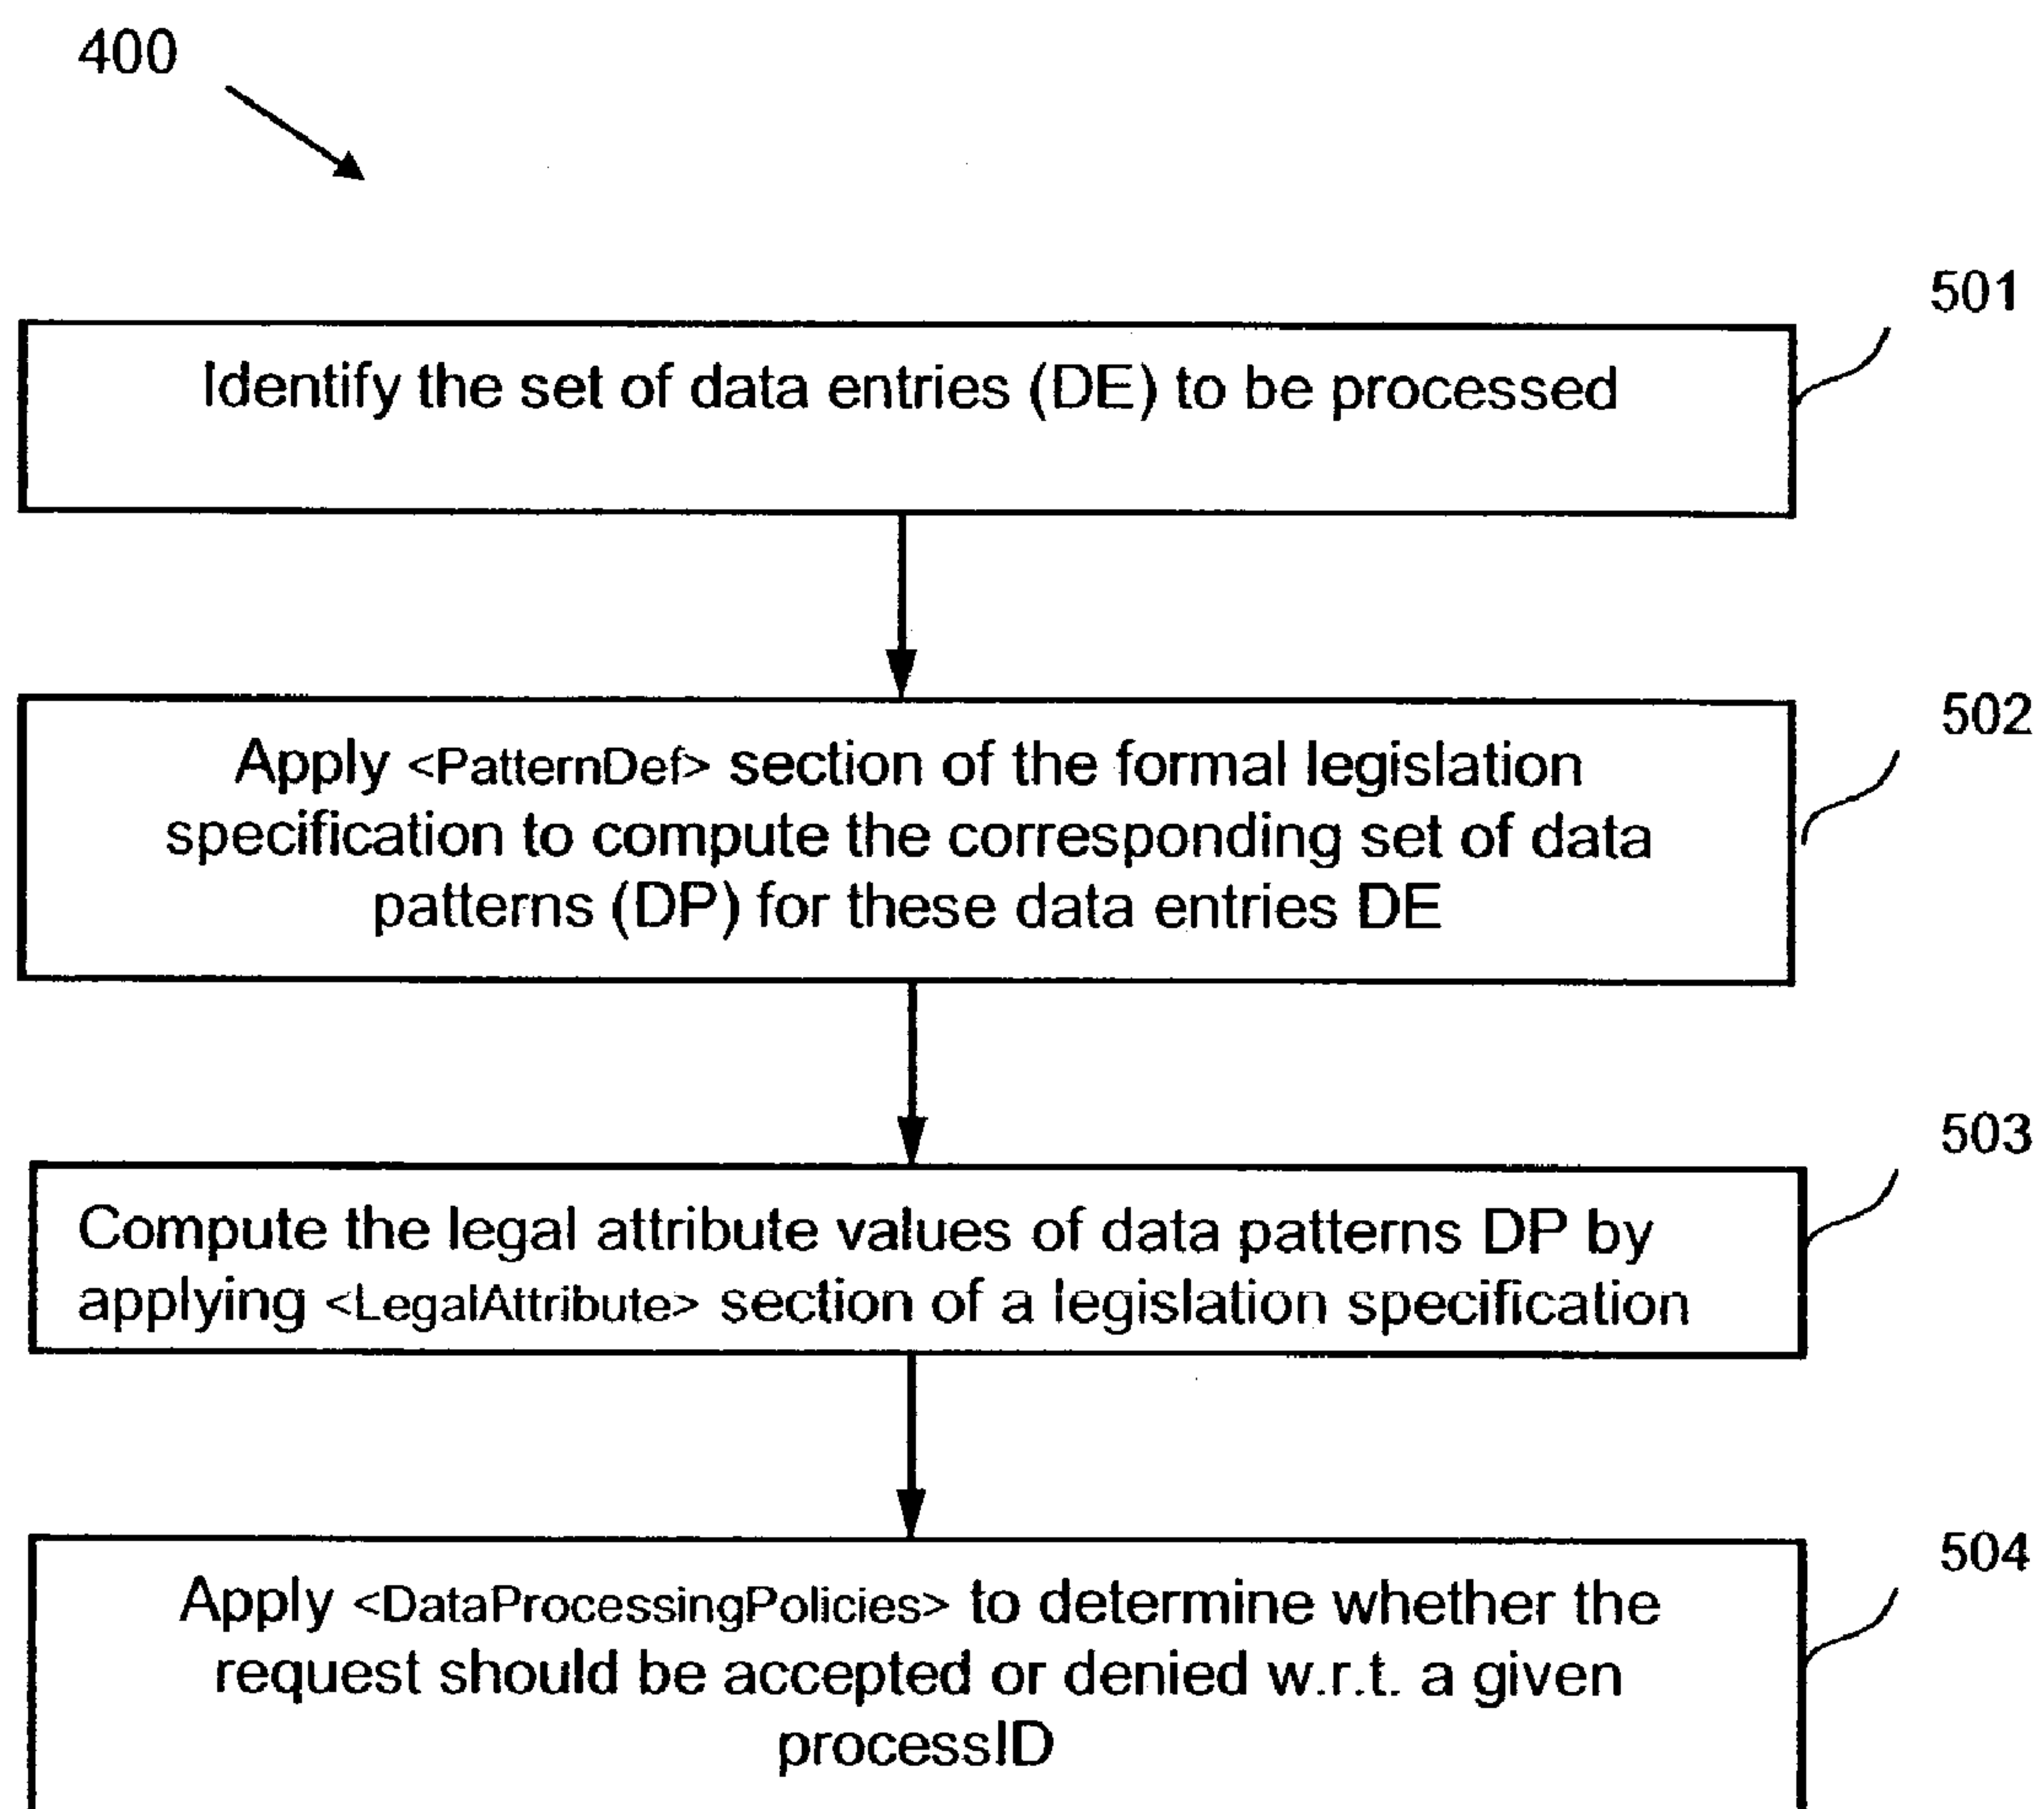 400
501
Identify the set of data entries (DE) to be processed
502
Apply <PatternDef> section of the formal legislation
specification to compute the corresponding set of data
patterns (DP) for these data entries DE
503
Compute the legal attribute values of data patterns DP by
applying <LegalAttribute> section of a legislation specification
504
Apply <DataProcessingPolicies> to determine whether the
request should be accepted or denied w.r.t. a given
processID